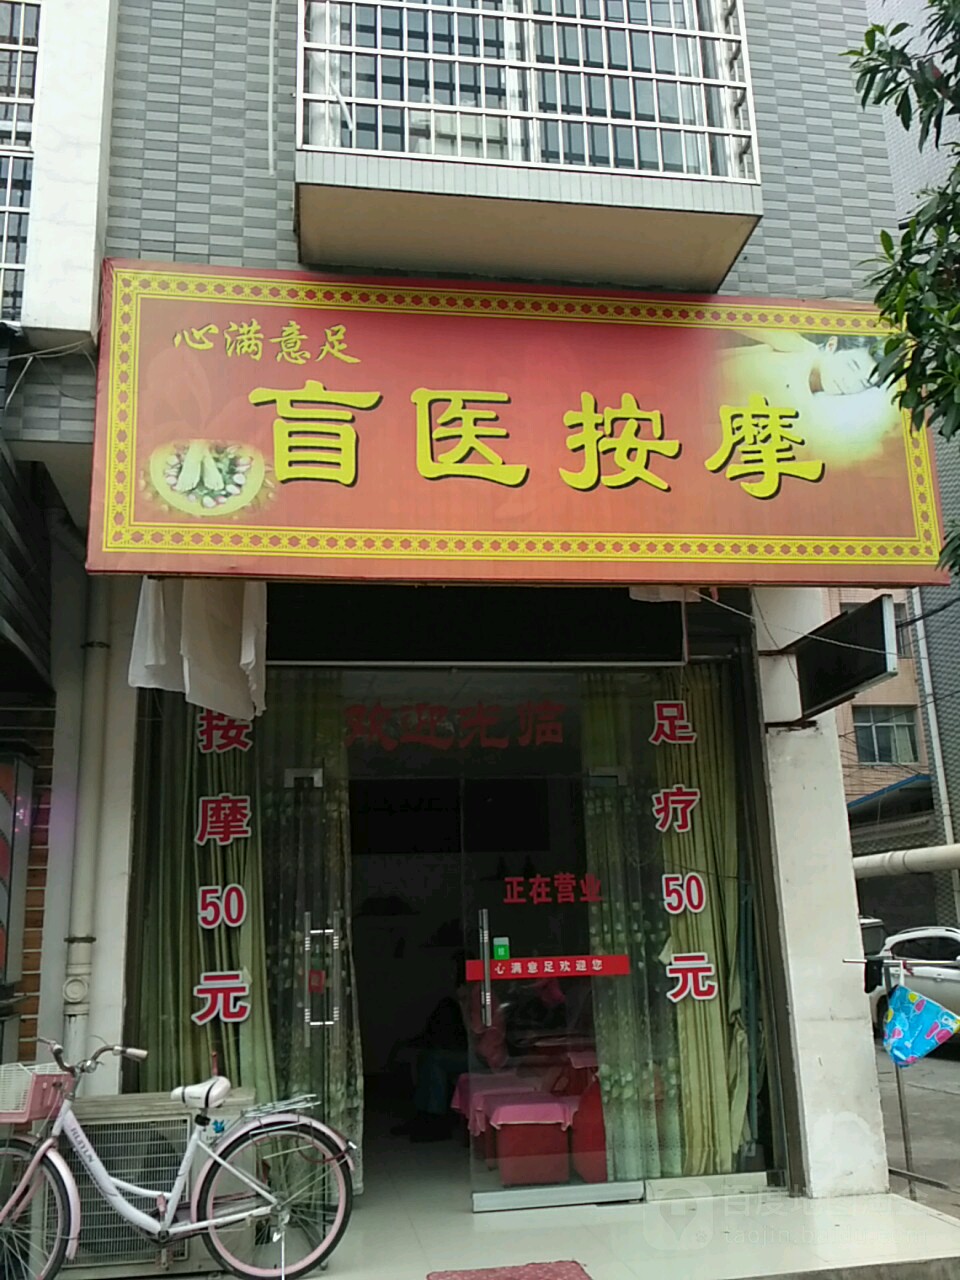 心满意足
盲医按摩
欢迎光临
按摩50元
足疗50元
正在营业
心满意足欢迎您